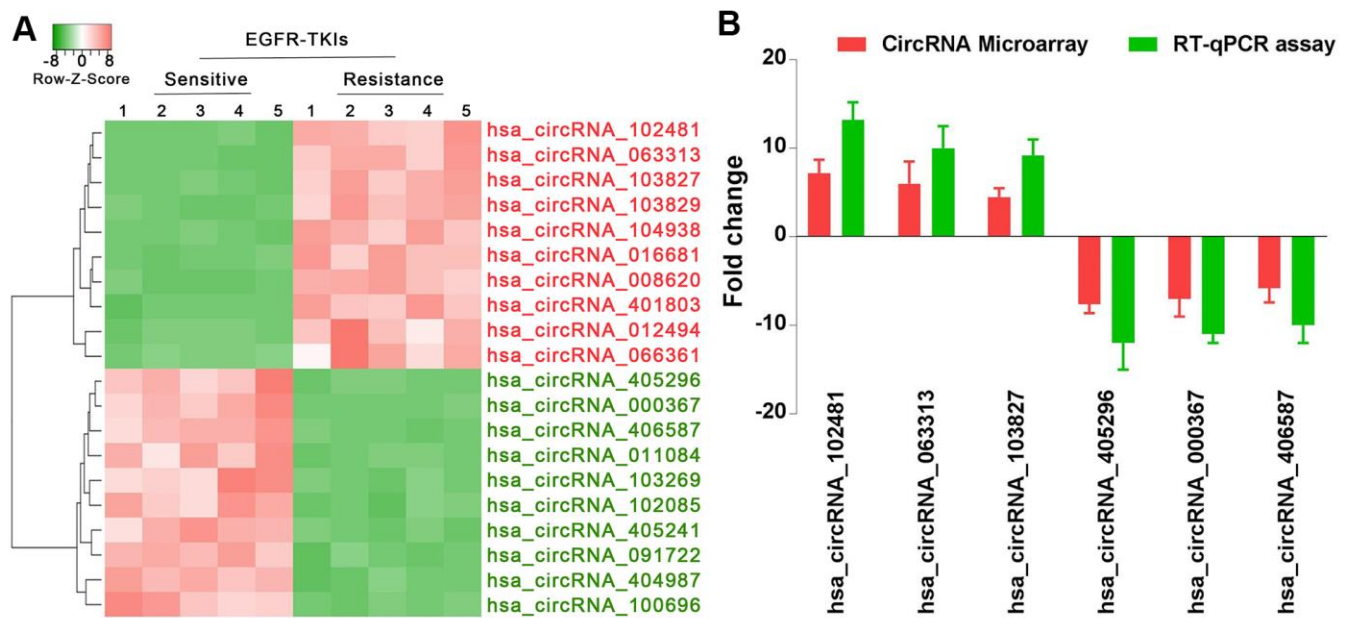 A
EGFR-TKIs
-8 0 8
Row-Z-Score
Sensitive Resistance
1 2 3 4 5 1 2 3 4 5
hsa_circRNA_102481
hsa_circRNA_063313
hsa_circRNA_103827
hsa_circRNA_103829
hsa_circRNA_104938
hsa_circRNA_016681
hsa_circRNA_008620
hsa_circRNA_401803
hsa_circRNA_012494
hsa_circRNA_066361
hsa_circRNA_405296
hsa_circRNA_000367
hsa_circRNA_406587
hsa_circRNA_011084
hsa_circRNA_103269
hsa_circRNA_102085
hsa_circRNA_405241
hsa_circRNA_091722
hsa_circRNA_404987
hsa_circRNA_100696
B
CircRNA Microarray RT-qPCR assay
Fold change
20
10
0
-10
-20
hsa_circRNA_102481
hsa_circRNA_063313
hsa_circRNA_103827
hsa_circRNA_405296
hsa_circRNA_000367
hsa_circRNA_406587